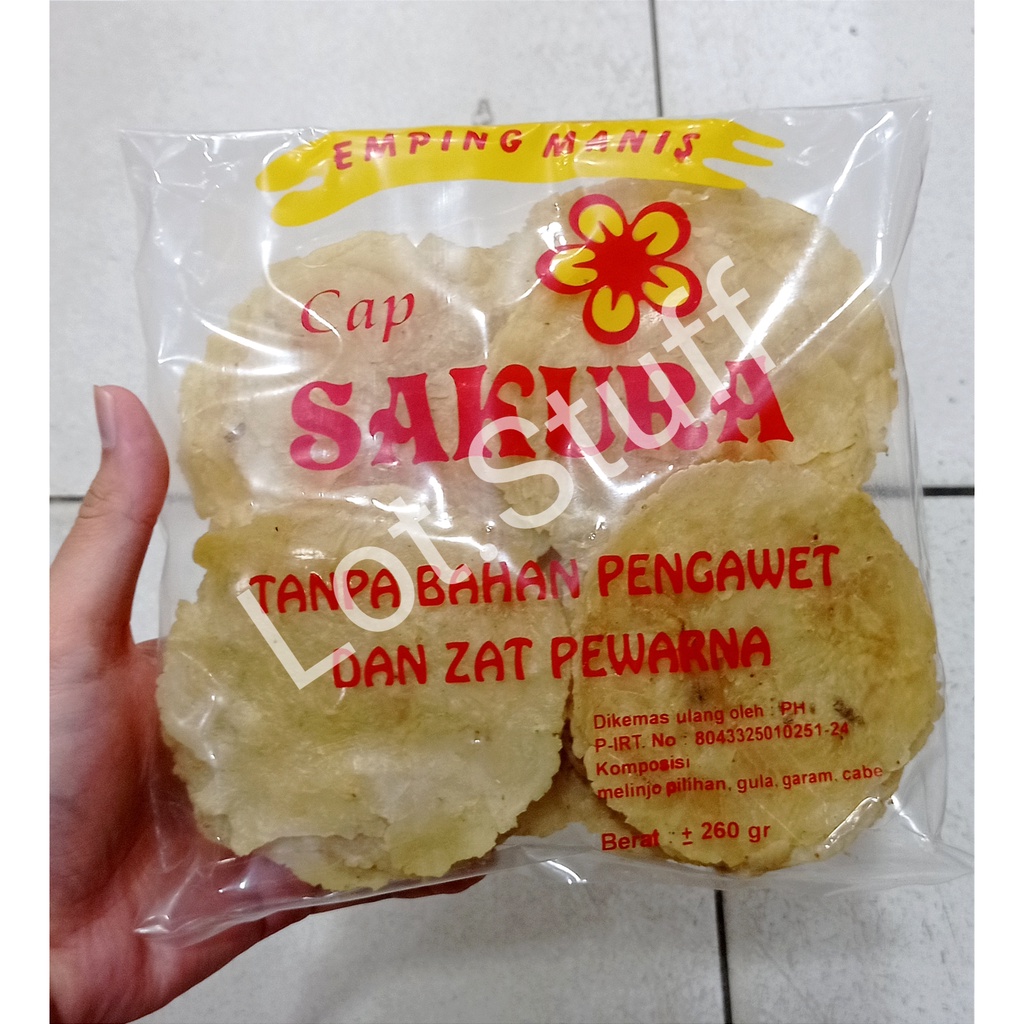 EMPING MANIS
Cap
SAKURA
TANPA BAHAN PENGAWET
DAN ZAT PEWARNA
Dikemas ulang oleh : PH
P-IRT. No : 8043325010251-24
Komposisi
melinjo pilihan, gula, garam, cabe
Berat : ± 260 gr
Lot. Stuff